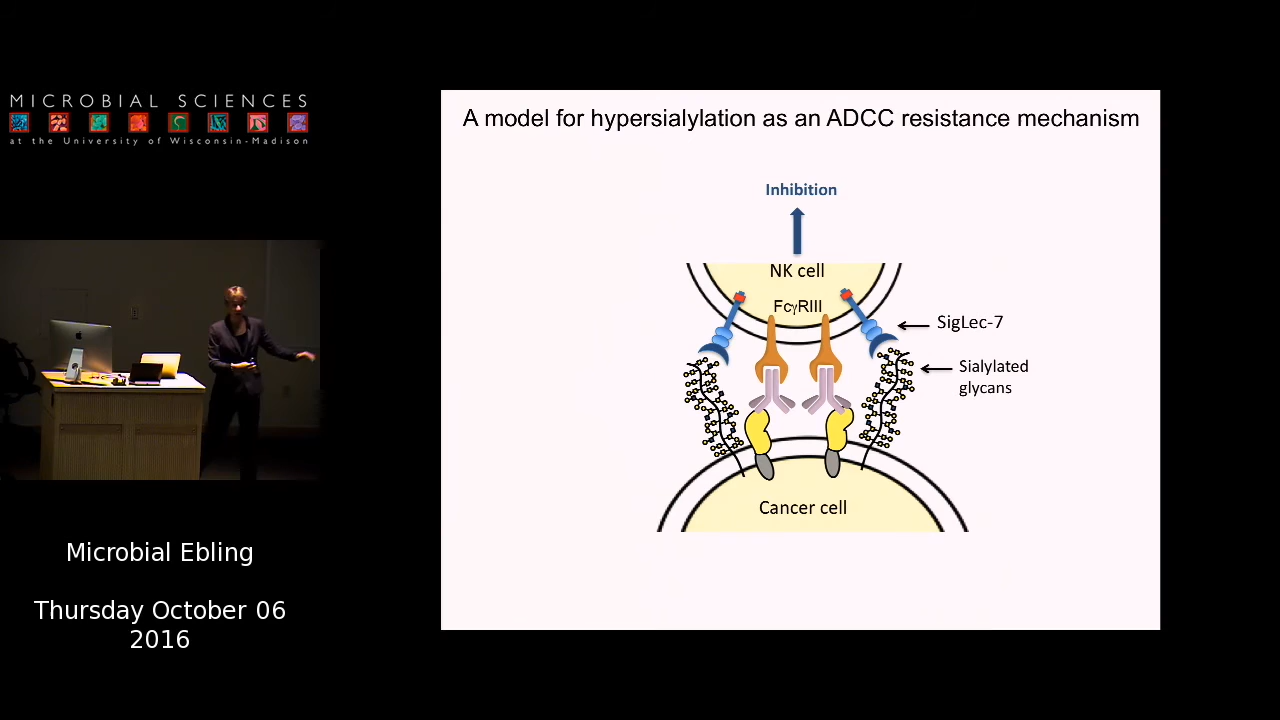 MICROBIAL SCIENCES
at the University of Wisconsin-Madison
Microbial Ebling
Thursday October 06
2016
A model for hypersialylation as an ADCC resistance mechanism
Inhibition
NK cell
FcγRIII
SigLec-7
Sialylated
glycans
Cancer cell